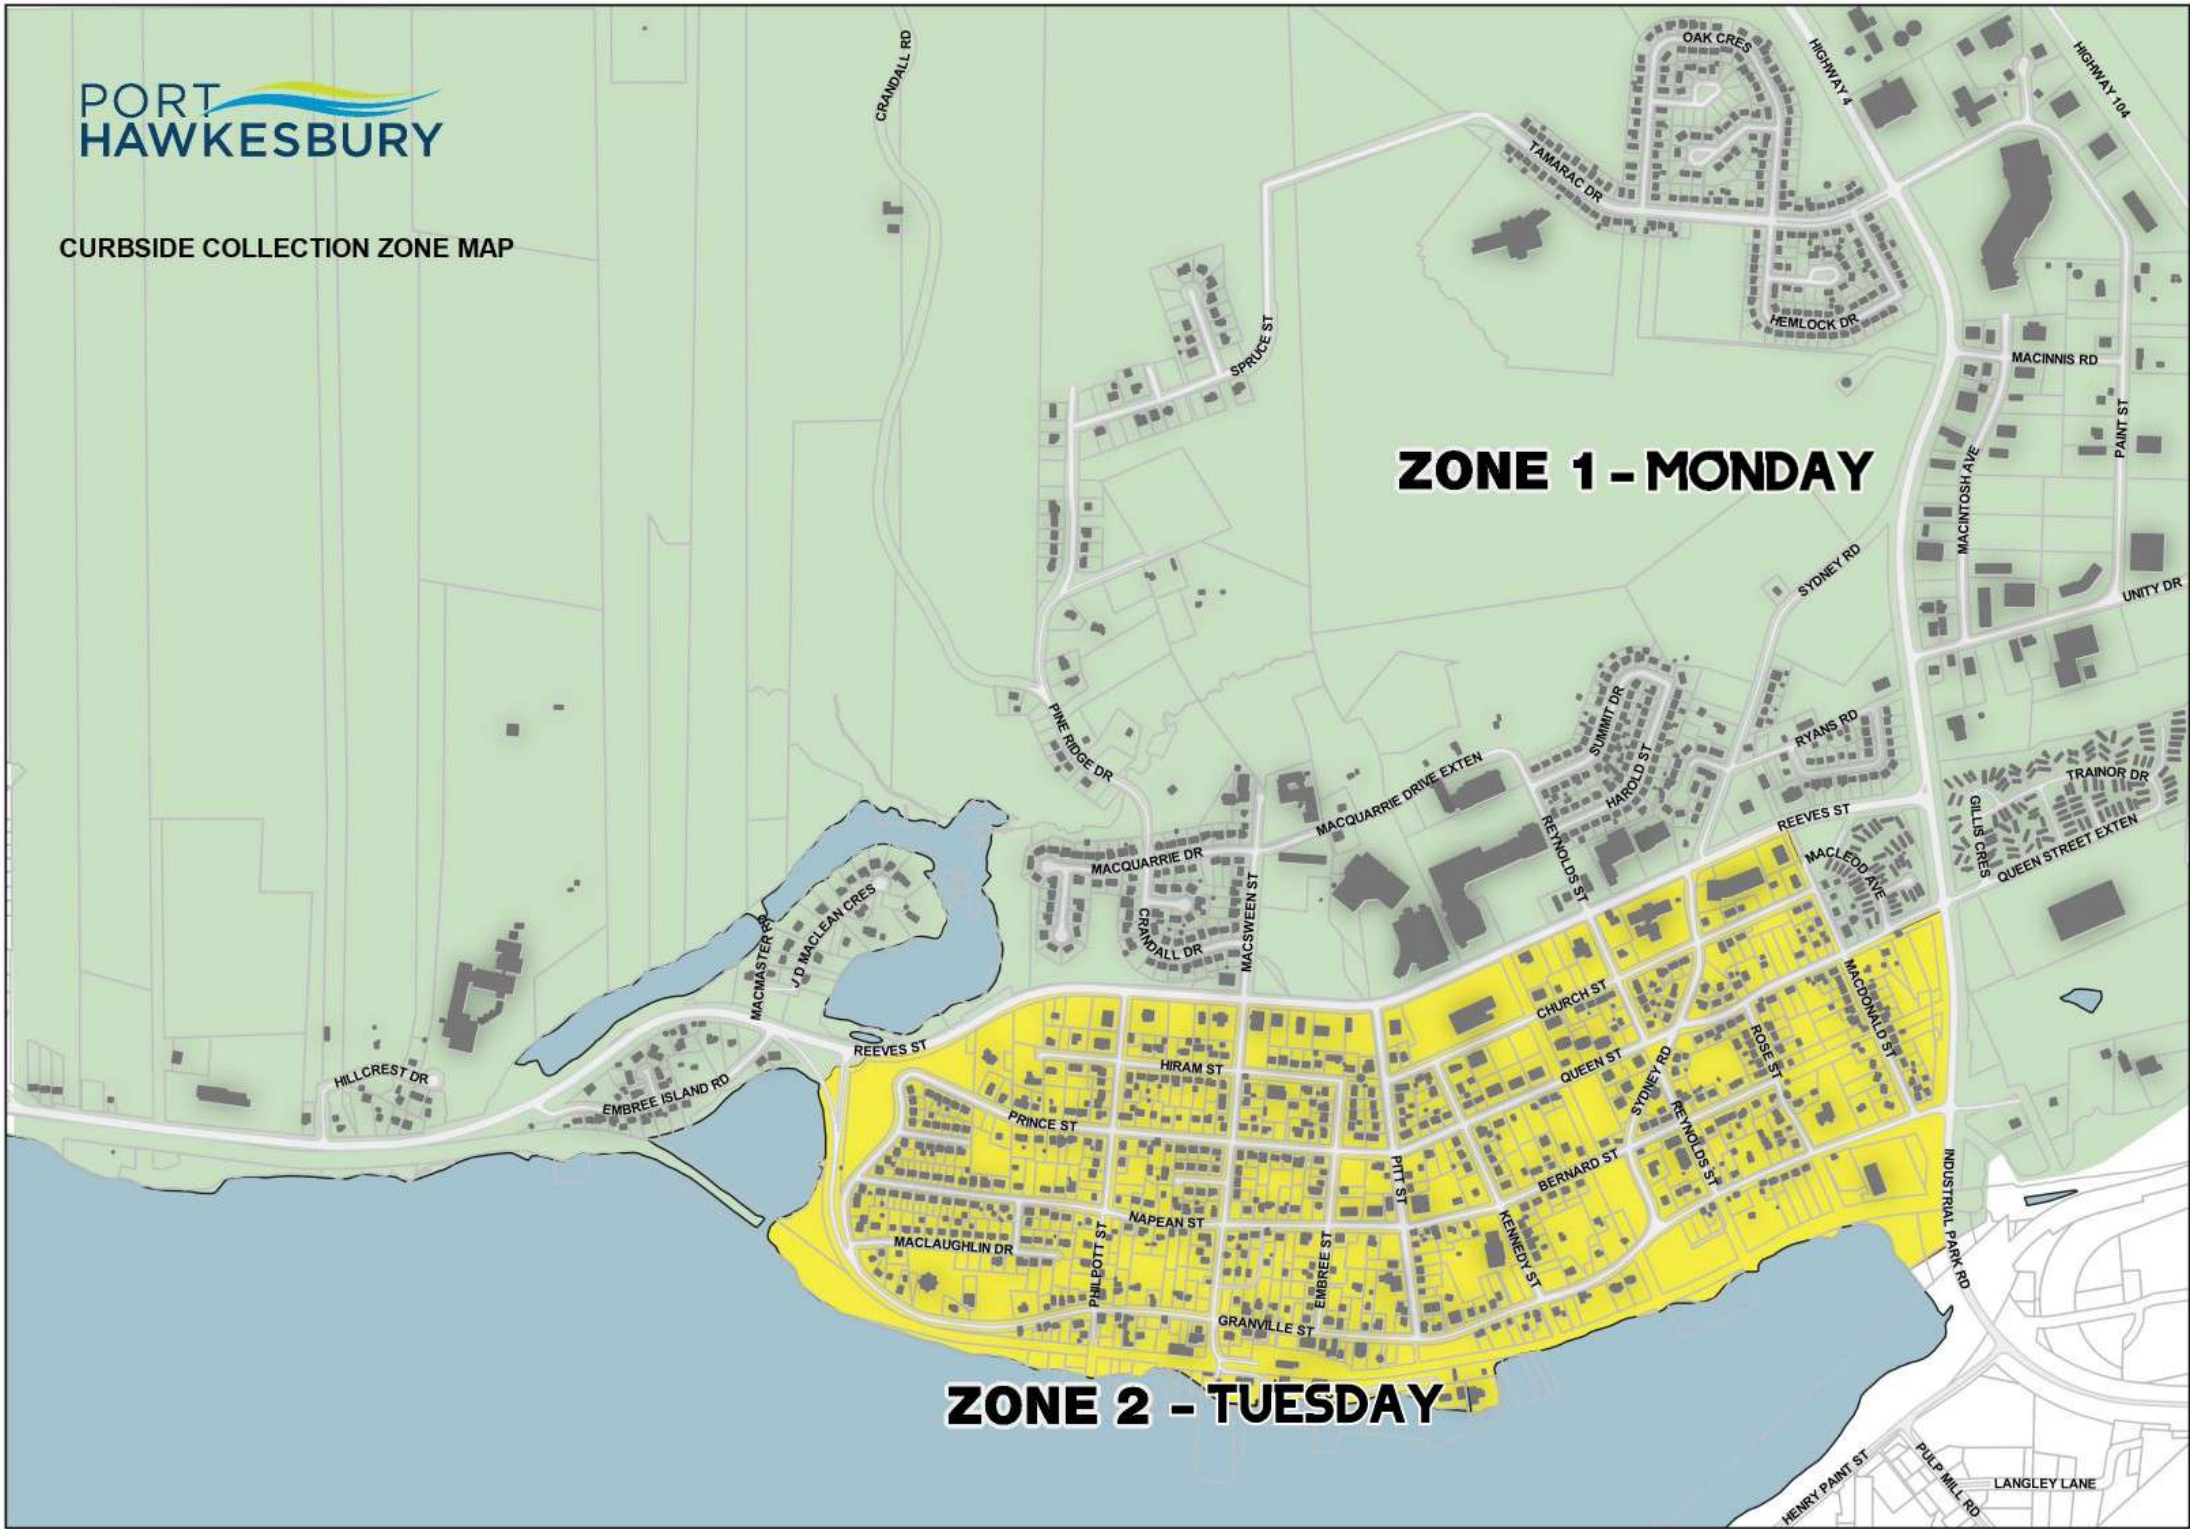 PORT
HAWKESBURY
CURBSIDE COLLECTION ZONE MAP
CRANDALL RD
OAK CRES
HIGHWAY 4
HIGHWAY 104
TAMARAC DR
HEMLOCK DR
SPRUCE ST
MACINNIS RD
PAINT ST
MACINTOSH AVE
ZONE 1 - MONDAY
SYDNEY RD
UNITY DR
PINE RIDGE DR
SUMMIT DR
HAROLD ST
RYANS RD
TRAINOR DR
GILLIS CRES
QUEEN STREET EXTEN
MACQUARRIE DRIVE EXTEN
REYNOLDS ST
REEVES ST
MACLEOD AVE
MACQUARRIE DR
MACSWEEN ST
CRANDALL DR
J D MACLEAN CRES
MACMASTER
REEVES ST
HILLCREST DR
EMBREE ISLAND RD
CHURCH ST
MACDONALD ST
ROSE ST
QUEEN ST
SYDNEY RD
REYNOLDS ST
HIRAM ST
PRINCE ST
PITT ST
BERNARD ST
KENNEDY ST
NAPEAN ST
MACLAUGHLIN DR
PHILPOTT ST
EMBREE ST
GRANVILLE ST
INDUSTRIAL PARK RD
ZONE 2 - TUESDAY
HENRY PAINT ST
PULP MILL RD
LANGLEY LANE